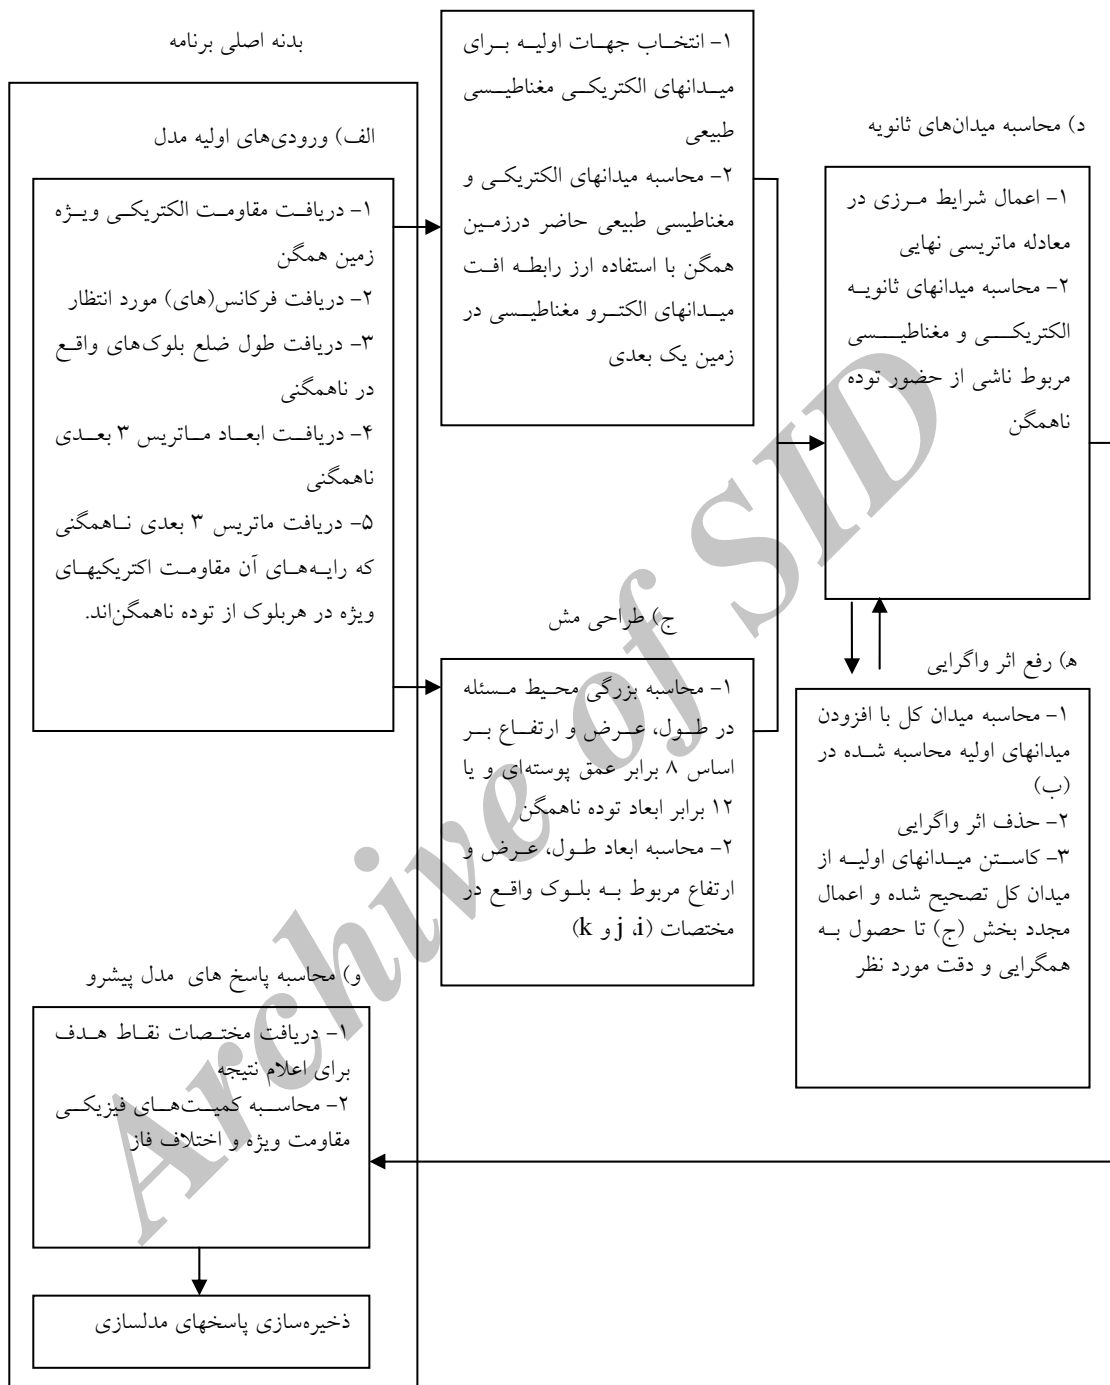 بدنه اصلی برنامه
الف) ورودی‌های اولیه مدل
۱- دریافت مقاومت الکتریکی ویژه
زمین همگن
۲- دریافت فرکانس(های) مورد انتظار
۳- دریافت طول ضلع بلوک‌های واقع
در ناهمگنی
۴- دریافت ابعاد ماتریس ۳ بعدی
ناهمگنی
۵- دریافت ماتریس ۳ بعدی ناهمگنی
که رایه‌های آن مقاومت اکتریکیهای
ویژه در هربلوک از توده ناهمگن‌اند.
۱- انتخاب جهات اولیه برای
میدانهای الکتریکی مغناطیسی
طبیعی
۲- محاسبه میدانهای الکتریکی و
مغناطیسی طبیعی حاضر درزمین
همگن با استفاده ارز رابطه افت
میدانهای الکترو مغناطیسی در
زمین یک بعدی
ج) طراحی مش
۱- محاسبه بزرگی محیط مسئله
در طول، عرض و ارتفاع بر
اساس ۸ برابر عمق پوسته‌ای و یا
۱۲ برابر ابعاد توده ناهمگن
۲- محاسبه ابعاد طول، عرض و
ارتفاع مربوط به بلوک واقع در
مختصات (i، j و k)
د) محاسبه میدان‌های ثانویه
۱- اعمال شرایط مرزی در
معادله ماتریسی نهایی
۲- محاسبه میدانهای ثانویه
الکتریکی و مغناطیسی
مربوط ناشی از حضور توده
ناهمگن
ه) رفع اثر واگرایی
۱- محاسبه میدان کل با افزودن
میدانهای اولیه محاسبه شده در
(ب)
۲- حذف اثر واگرایی
۳- کاستن میدانهای اولیه از
میدان کل تصحیح شده و اعمال
مجدد بخش (ج) تا حصول به
همگرایی و دقت مورد نظر
و) محاسبه پاسخ های مدل پیشرو
۱- دریافت مختصات نقاط هدف
برای اعلام نتیجه
۲- محاسبه کمیت‌های فیزیکی
مقاومت ویژه و اختلاف فاز
ذخیره‌سازی پاسخهای مدلسازی
Archive of SID